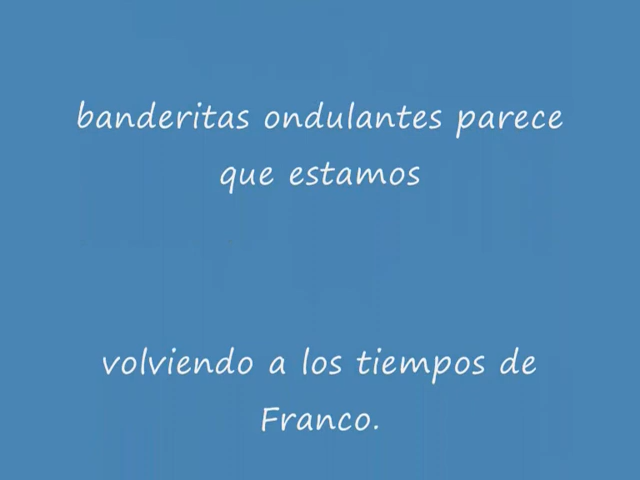 banderitas ondulantes parece
que estamos
volviendo a los tiempos de
Franco.